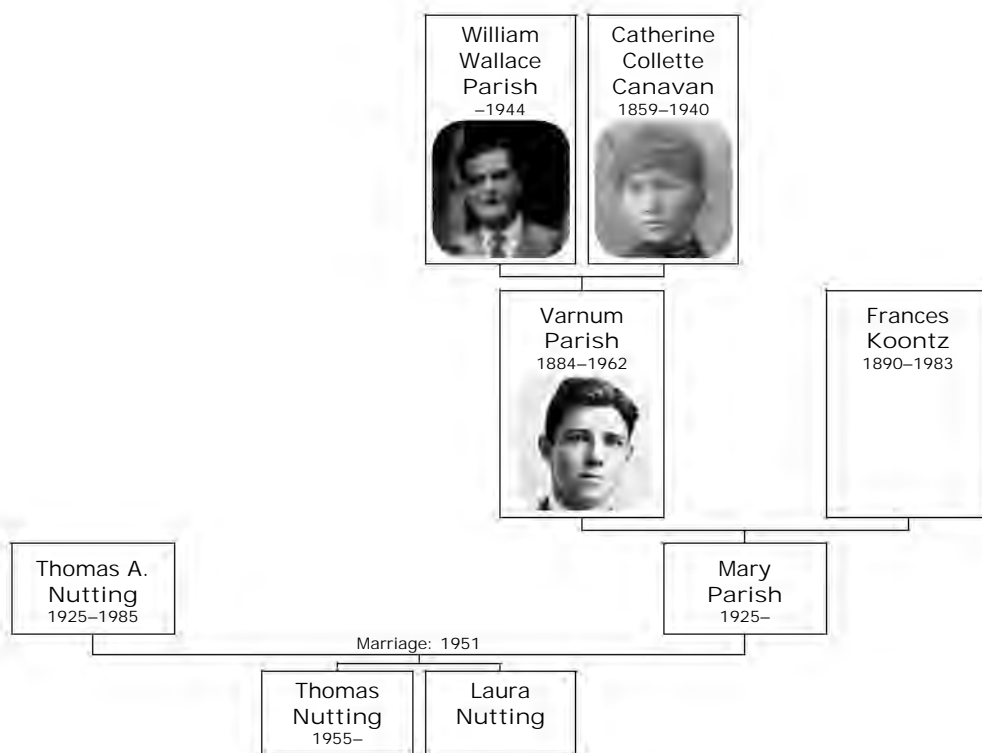 William
Wallace
Parish
–1944
Catherine
Collette
Canavan
1859–1940
Varnum
Parish
1884–1962
Frances
Koontz
1890–1983
Thomas A.
Nutting
1925–1985
Mary
Parish
1925–
Marriage: 1951
Thomas
Nutting
1955–
Laura
Nutting